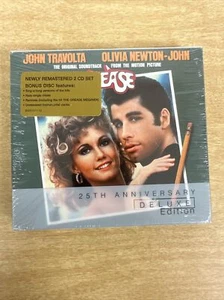 JOHN TRAVOLTA OLIVIA NEWTON-JOHN
THE ORIGINAL SOUNDTRACK FROM THE MOTION PICTURE
EASE
NEWLY REMASTERED 2 CD SET
BONUS DISC features:
25TH ANNIVERSARY
DELUXE
Edition